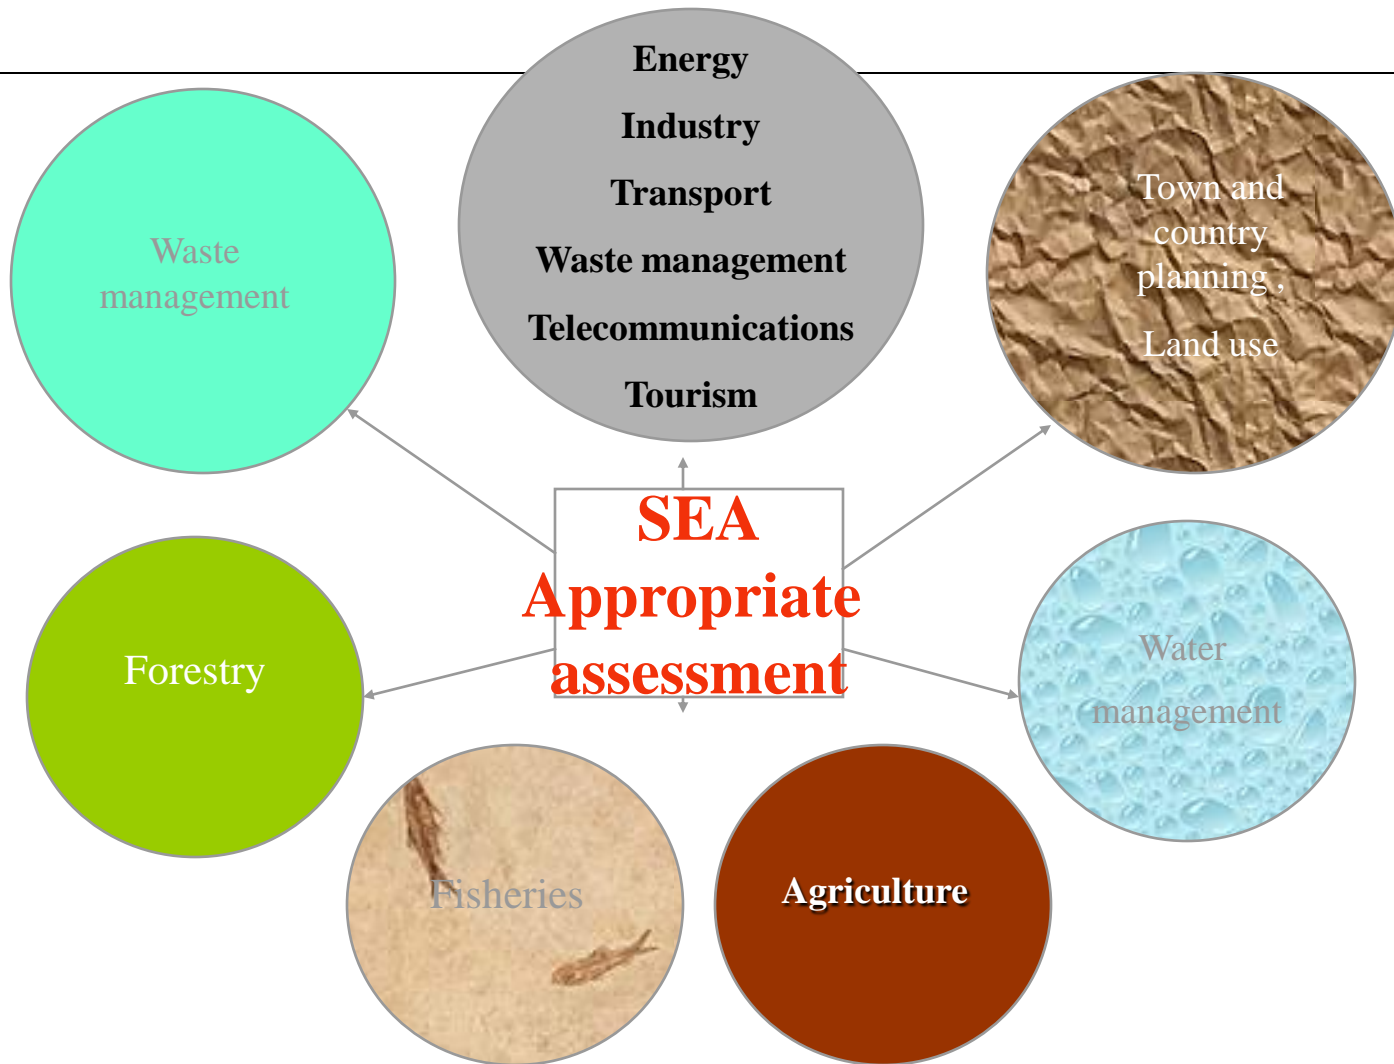 Energy
Industry
Transport
Waste management
Telecommunications
Tourism
Waste
management
Town and
country
planning ,
Land use
SEA
Appropriate
assessment
Forestry
Water
management
Fisheries
Agriculture